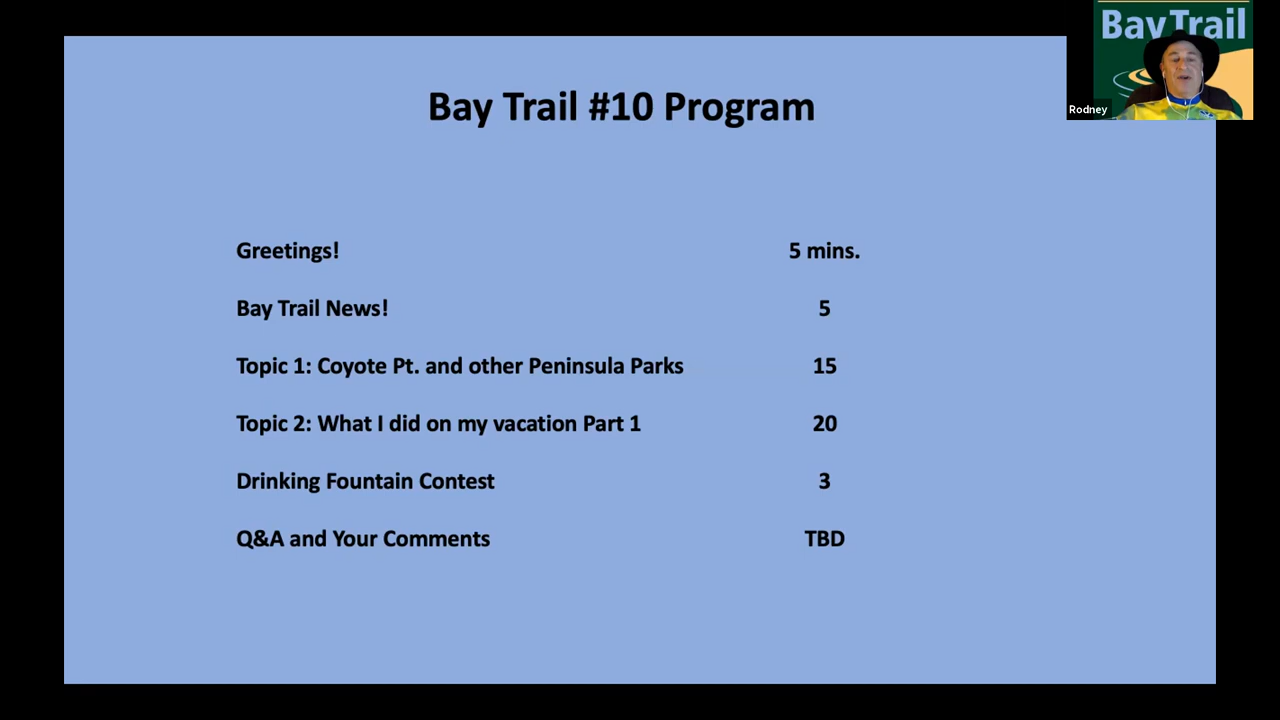 BayTrail
Rodney
Bay Trail #10 Program
Greetings! 5 mins.
Bay Trail News! 5
Topic 1: Coyote Pt. and other Peninsula Parks 15
Topic 2: What I did on my vacation Part 1 20
Drinking Fountain Contest 3
Q&A and Your Comments TBD